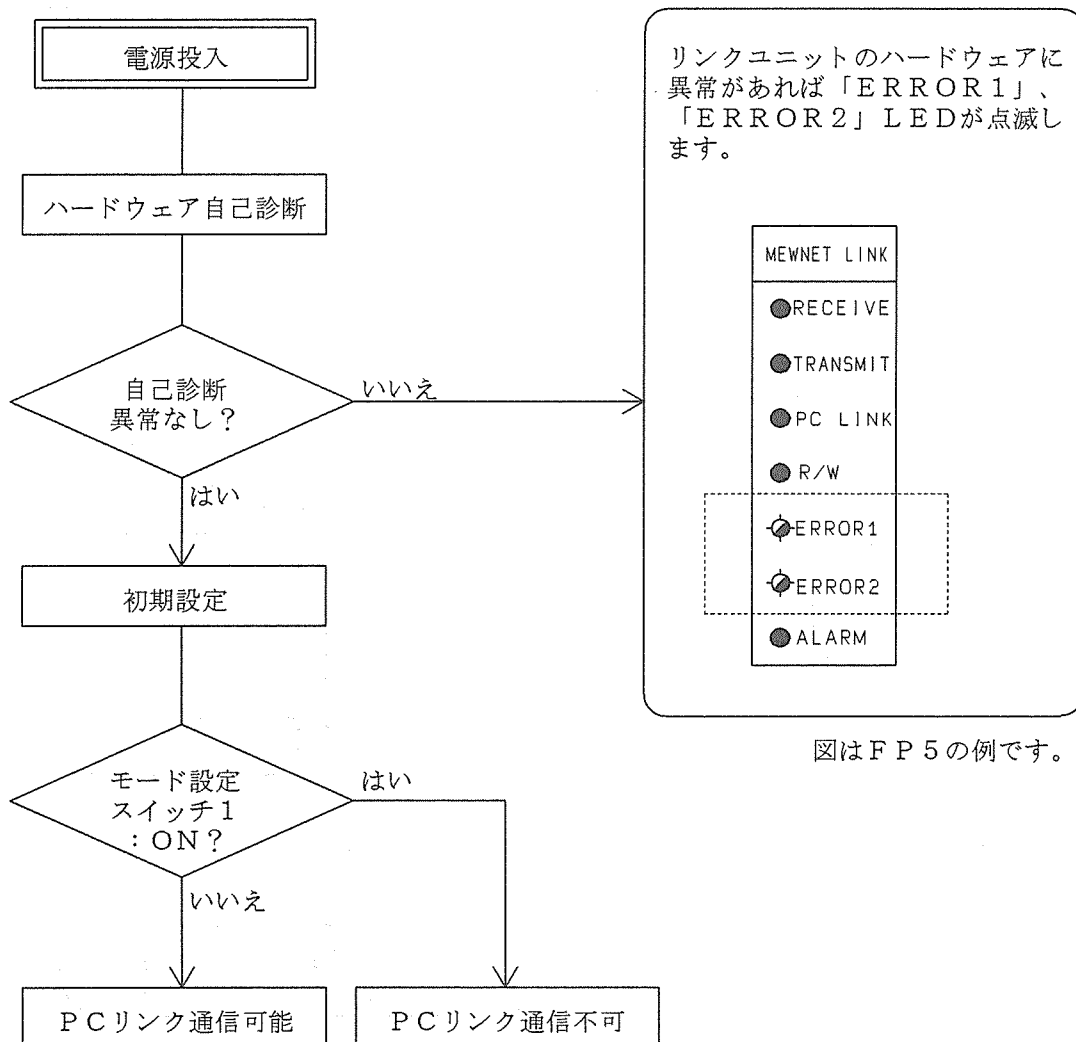 電源投入
ハードウェア自己診断
自己診断
異常なし？
いいえ
はい
初期設定
モード設定
スイッチ１
：ＯＮ？
はい
いいえ
ＰＣリンク通信可能
ＰＣリンク通信不可
リンクユニットのハードウェアに
異常があれば「ＥＲＲＯＲ１」、
「ＥＲＲＯＲ２」ＬＥＤが点滅し
ます。
MEWNET LINK
RECEIVE
TRANSMIT
PC LINK
R/W
ERROR1
ERROR2
ALARM
図はＦＰ５の例です。